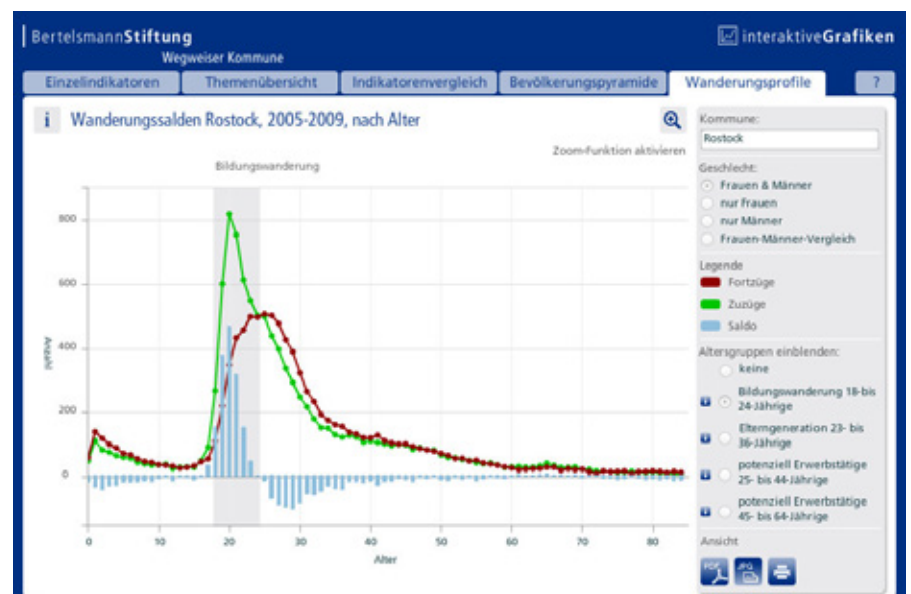 BertelsmannStiftung
Wegweiser Kommune
interaktiveGrafiken
Einzelindikatoren
Themenübersicht
Indikatorenvergleich
Bevölkerungspyramide
Wanderungsprofile
?
i
Wanderungssalden Rostock, 2005-2009, nach Alter
Zoom-Funktion aktivieren
Bildungswanderung
800
600
400
200
0
Anzahl
0 10 20 30 40 50 60 70 80
Alter
Kommune:
Rostock
Geschlecht:
Frauen & Männer
nur Frauen
nur Männer
Frauen-Männer-Vergleich
Legende
Fortzüge
Zuzüge
Saldo
Altersgruppen einblenden:
keine
Bildungswanderung 18-bis
24-Jährige
Elterngeneration 23- bis
36-Jährige
potenziell Erwerbstätige
25- bis 44-Jährige
potenziell Erwerbstätige
45- bis 64-Jährige
Ansicht
PDF
JPG